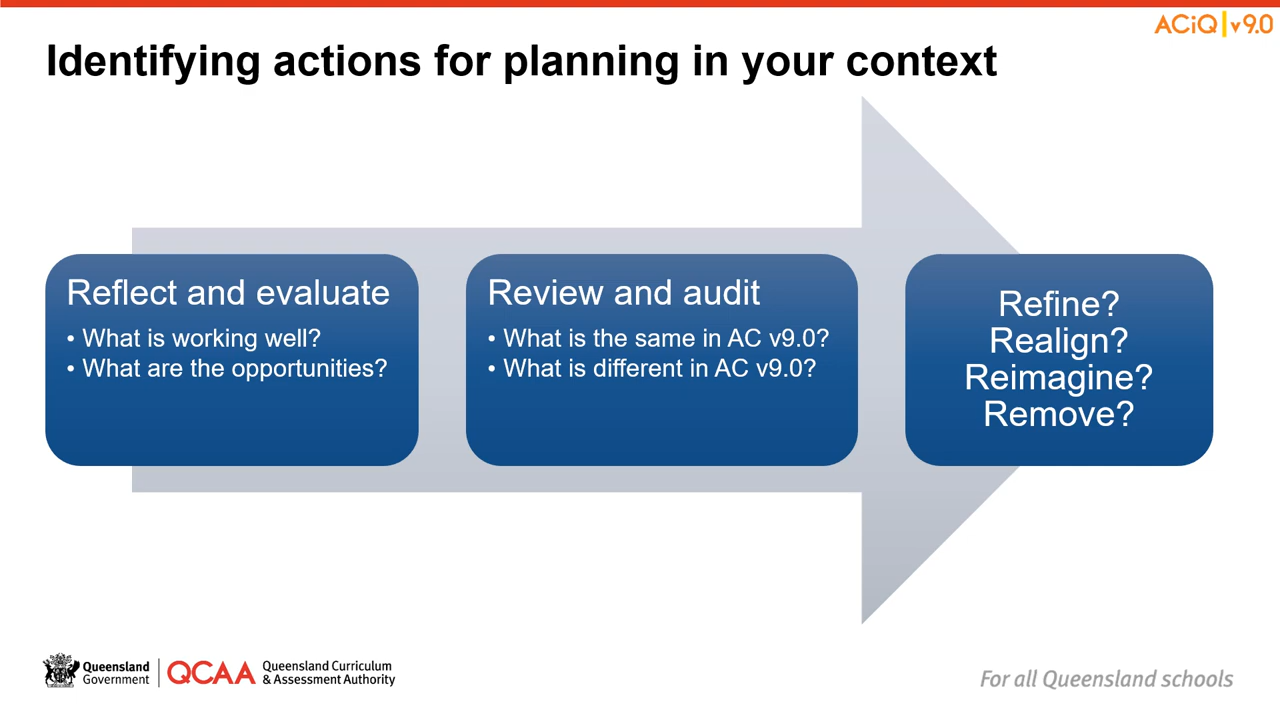 ACiQ v9.0
Identifying actions for planning in your context
Reflect and evaluate
• What is working well?
• What are the opportunities?
Review and audit
• What is the same in AC v9.0?
• What is different in AC v9.0?
Refine?
Realign?
Reimagine?
Remove?
Queensland
Government
QCAA
Queensland Curriculum
& Assessment Authority
For all Queensland schools